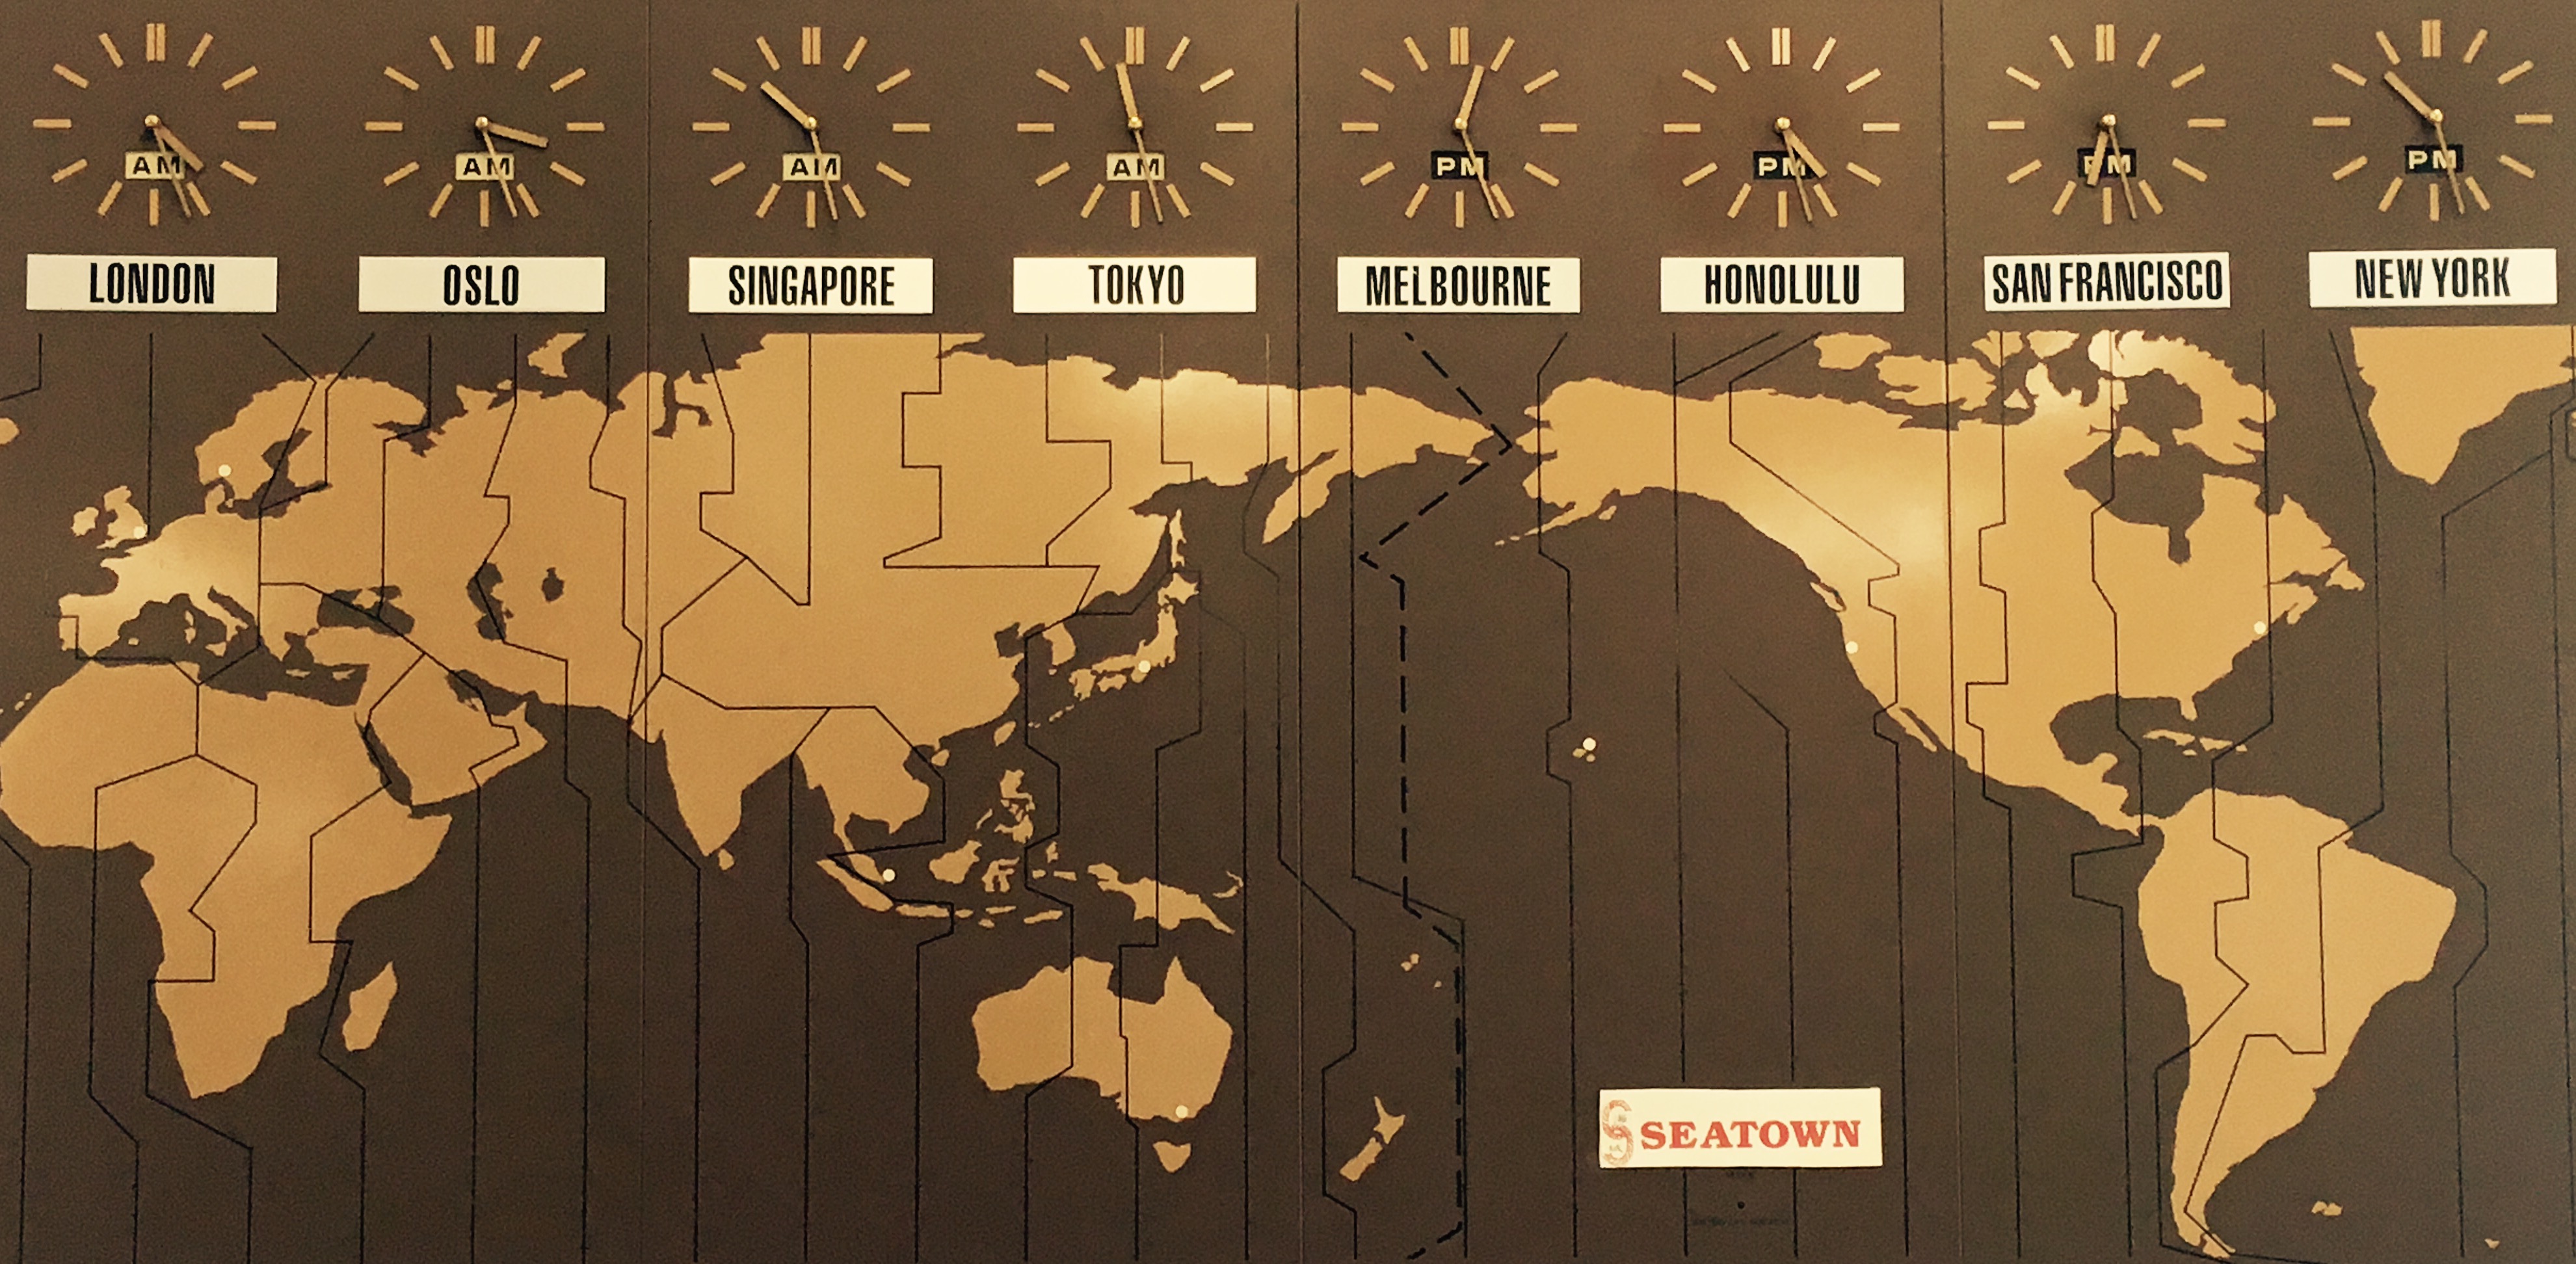 AM
AM
AM
AM
PM
PM
PM
PM
LONDON
OSLO
SINGAPORE
TOKYO
MELBOURNE
HONOLULU
SAN FRANCISCO
NEW YORK
SEATOWN